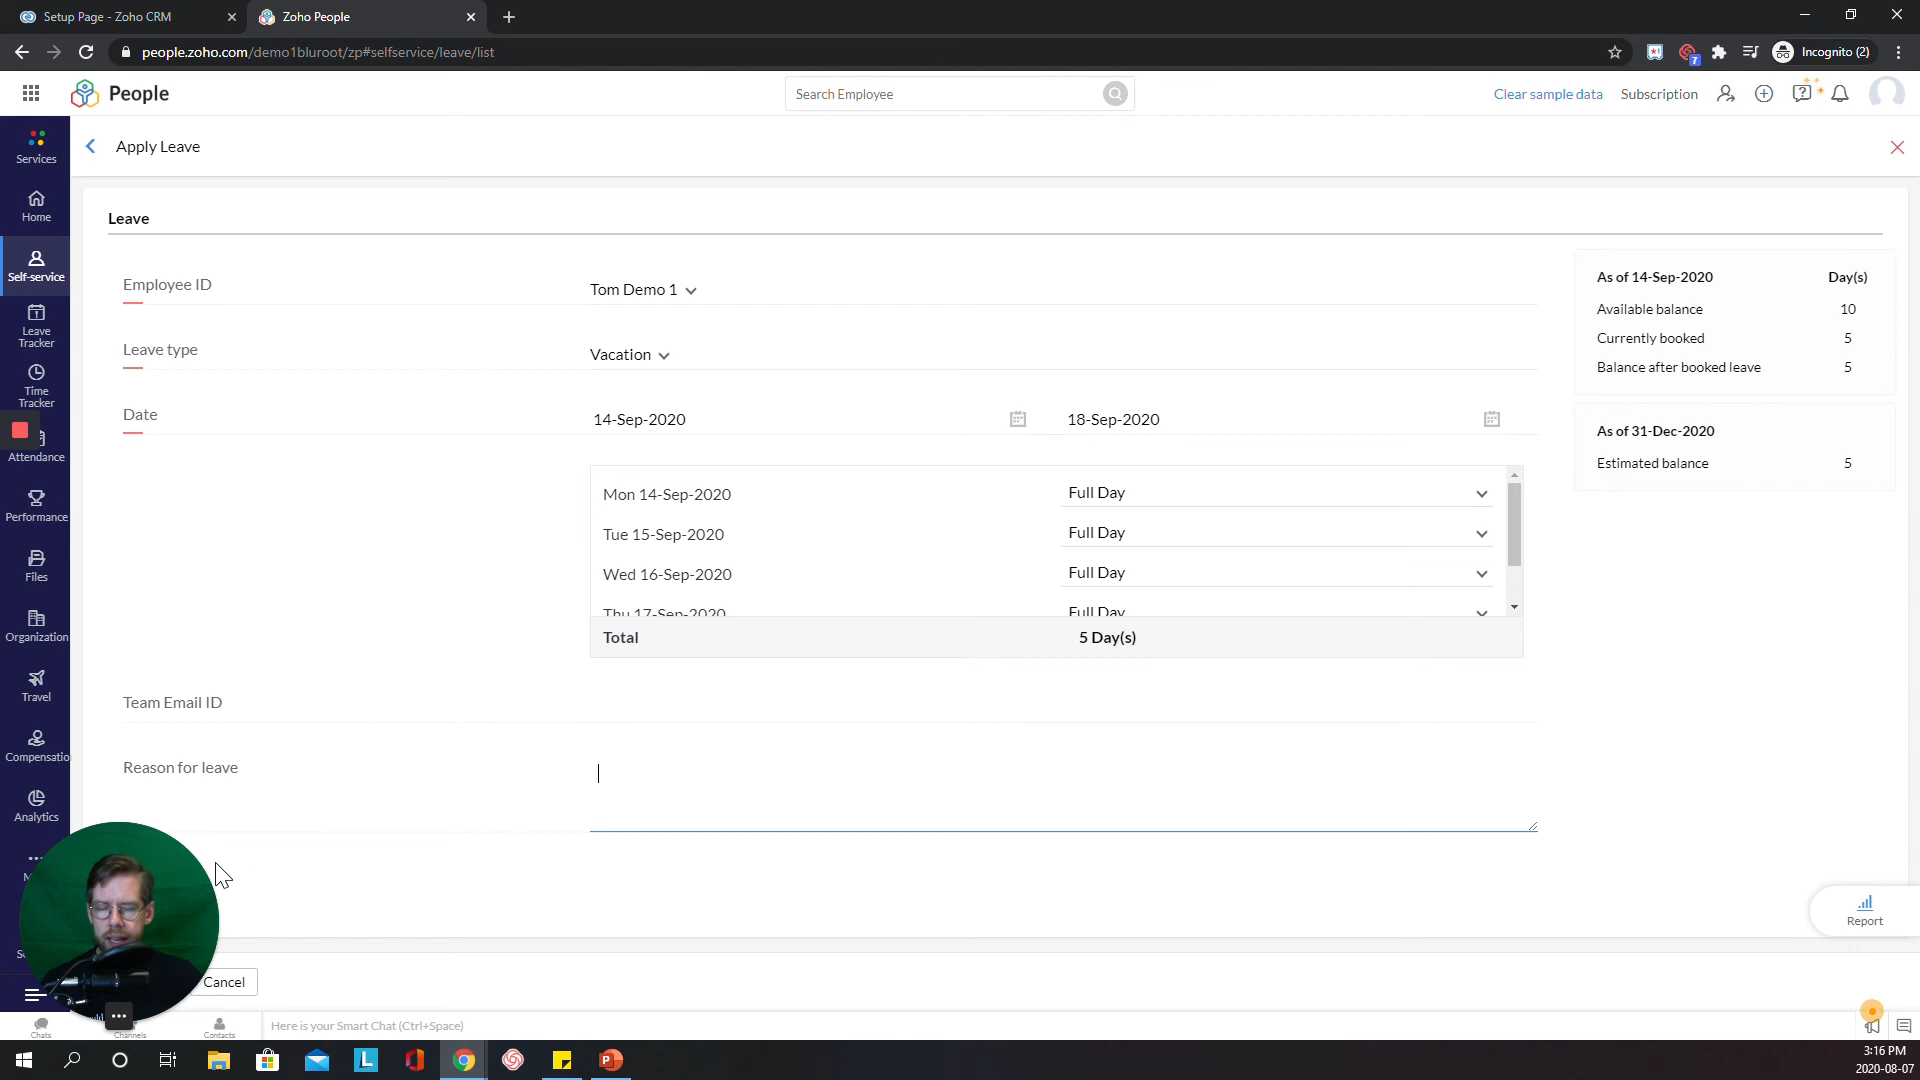 Setup Page - Zoho CRM
Zoho People
people.zoho.com/demo1bluroot/zp#selfservice/leave/list
7
Incognito (2)
People
Search Employee
Clear sample data
Subscription
Services
Home
Self-service
Leave
Tracker
Time
Tracker
Attendance
Performance
Files
Organization
Travel
Compensatio
Analytics
Apply Leave
Leave
Employee ID
Tom Demo 1
Leave type
Vacation
Date
14-Sep-2020
18-Sep-2020
Mon 14-Sep-2020
Full Day
Tue 15-Sep-2020
Full Day
Wed 16-Sep-2020
Full Day
Thu 17-Sep-2020
Full Day
Total
5 Day(s)
Team Email ID
Reason for leave
As of 14-Sep-2020
Day(s)
Available balance
10
Currently booked
5
Balance after booked leave
5
As of 31-Dec-2020
Estimated balance
5
Report
Cancel
Chats
Channels
Contacts
Here is your Smart Chat (Ctrl+Space)
3:16 PM
2020-08-07